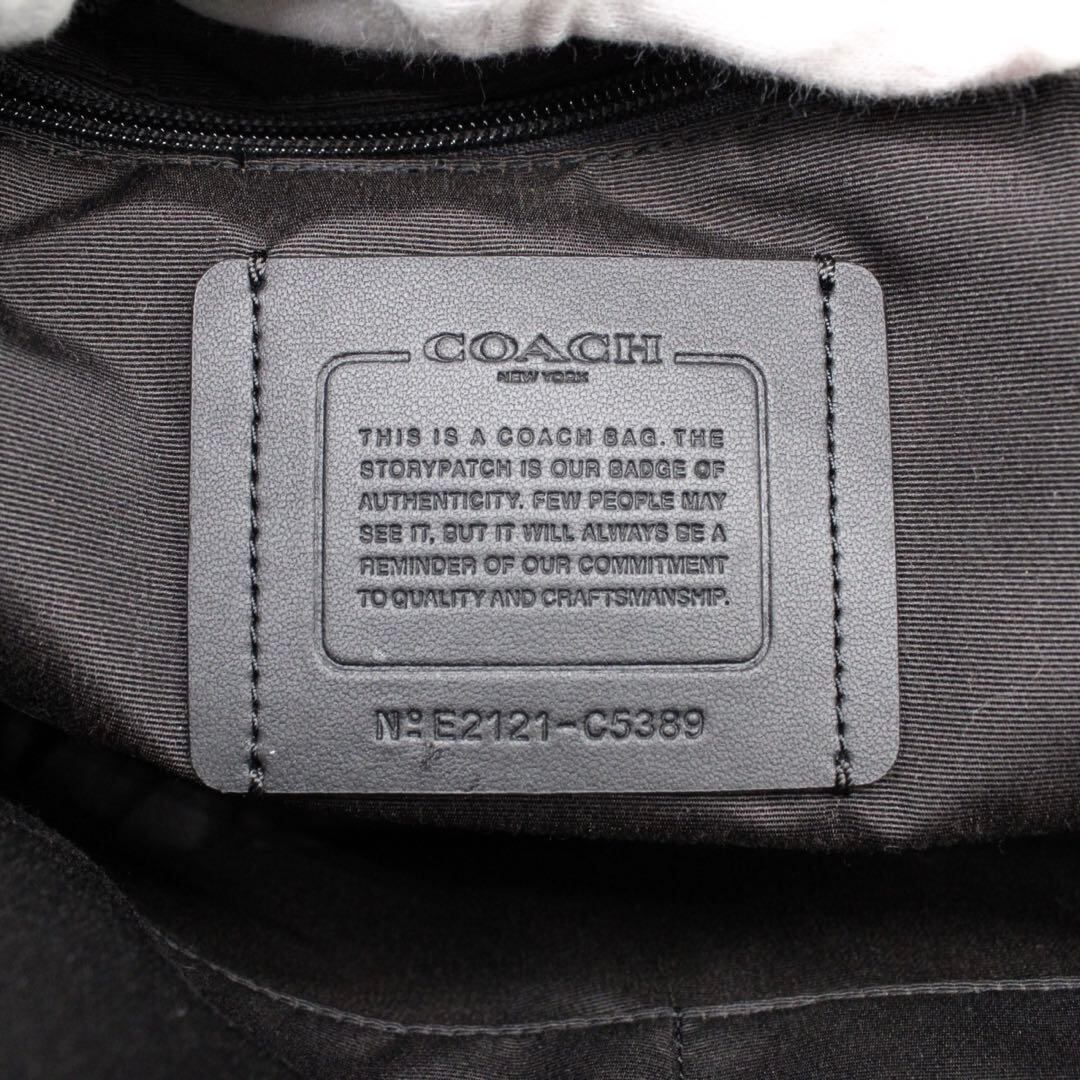 COACH
NEW YORK
THIS IS A COACH BAG. THE
STORYPATCH IS OUR BADGE OF
AUTHENTICITY. FEW PEOPLE MAY
SEE IT, BUT IT WILL ALWAYS BE A
REMINDER OF OUR COMMITMENT
TO QUALITY AND CRAFTSMANSHIP.
Nº E2121-C5389